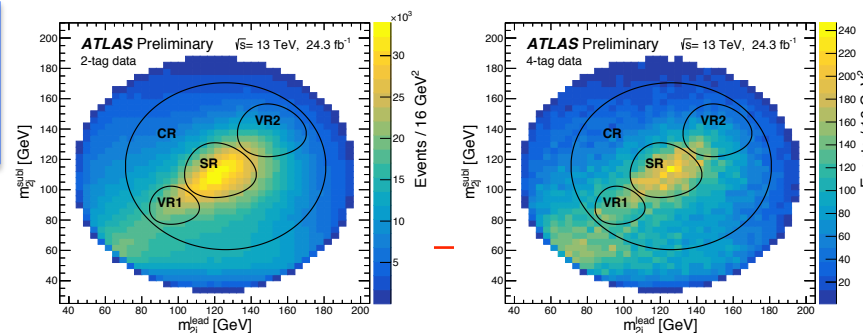 ×10³
ATLAS Preliminary √s= 13 TeV, 24.3 fb⁻¹
2-tag data
CR
VR2
SR
VR1
200
180
160
140
120
100
80
60
40
40 60 80 100 120 140 160 180 200
m2j^subl [GeV]
m2j^lead [GeV]
30
25
20
15
10
5
Events / 16 GeV²
ATLAS Preliminary √s= 13 TeV, 24.3 fb⁻¹
4-tag data
CR
VR2
SR
VR1
200
180
160
140
120
100
80
60
40
40 60 80 100 120 140 160 180 200
m2j^subl [GeV]
m2j^lead [GeV]
240
220
200
180
160
140
120
100
80
60
40
20